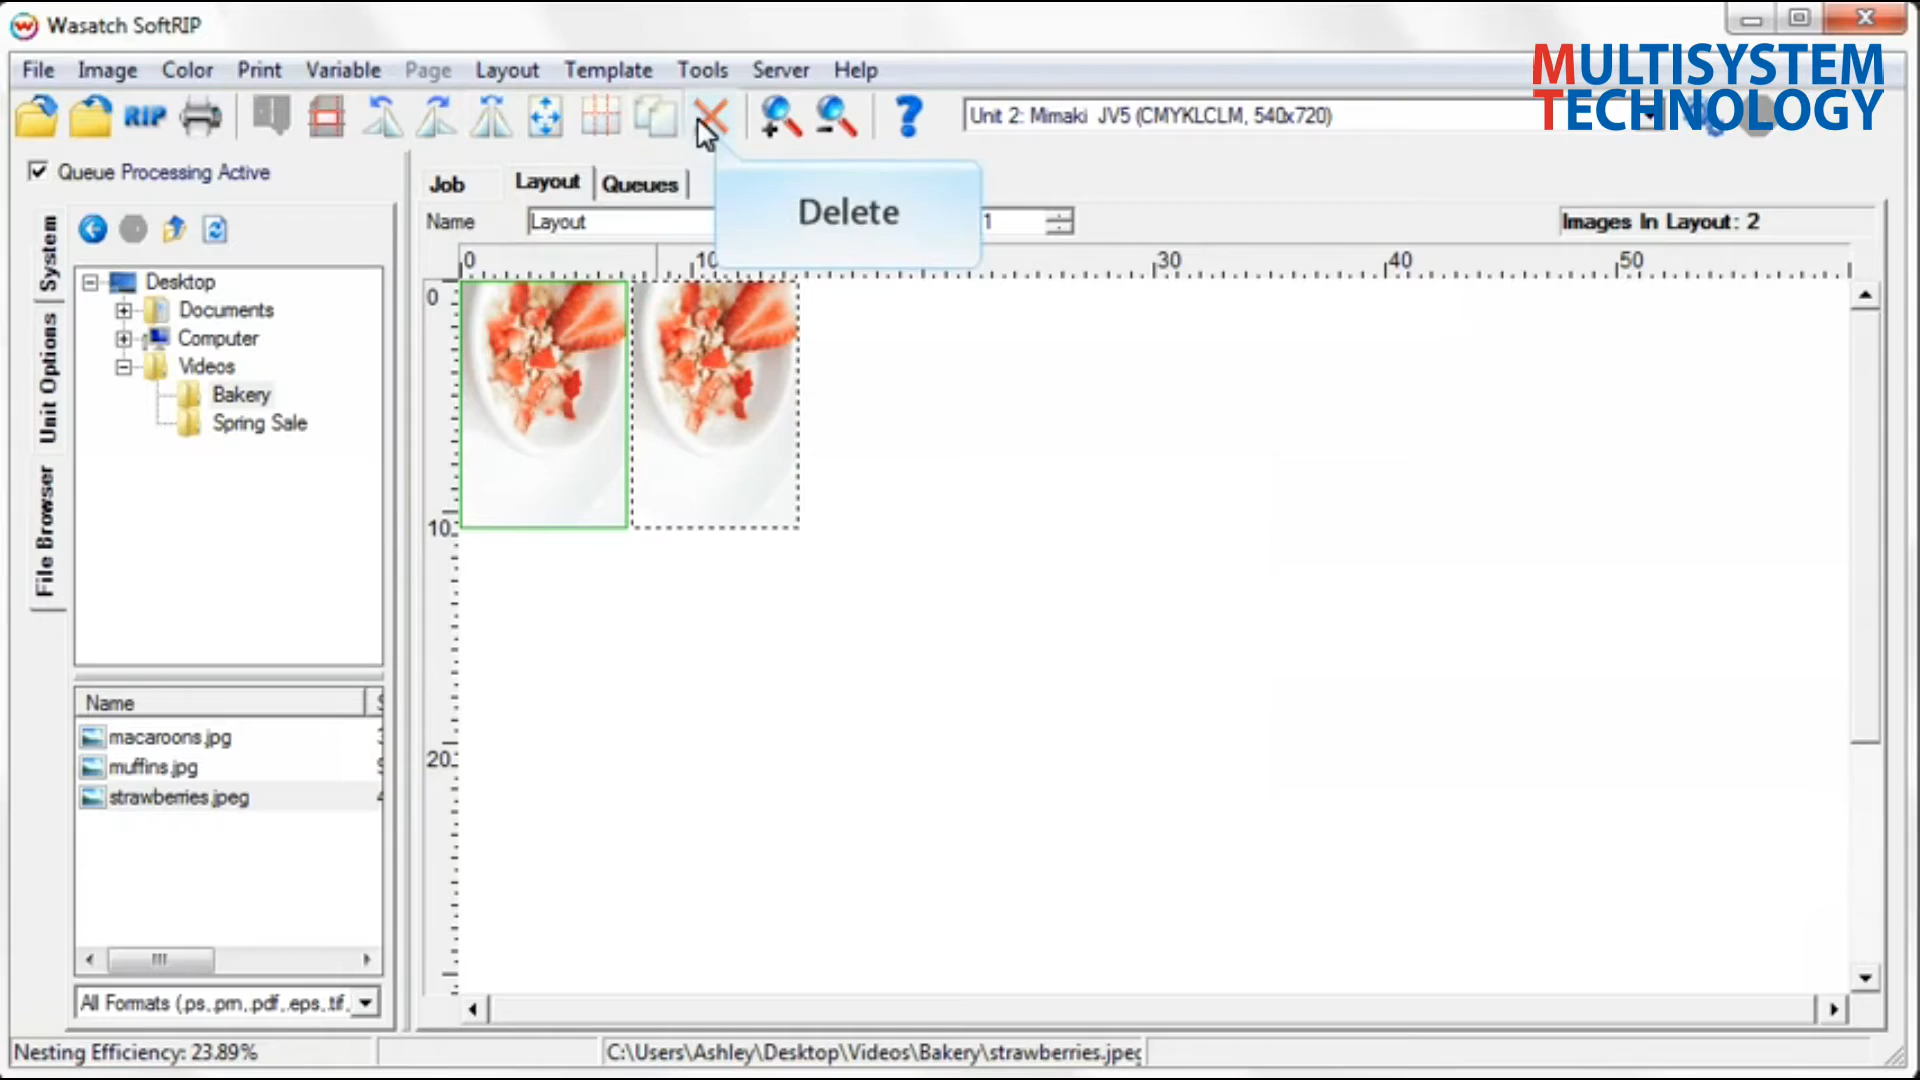 Wasatch SoftRIP
MULTISYSTEM
TECHNOLOGY
File Image Color Print Variable Page Layout Template Tools Server Help
RIP
Unit 2: Mimaki JV5 (CMYKLCLM, 540x720)
Queue Processing Active
Delete
Job Layout Queues
Name Layout 1 Images In Layout: 2
0 10 30 40 50
0
10
20
System
Unit Options
File Browser
Desktop
Documents
Computer
Videos
Bakery
Spring Sale
Name
macaroons.jpg
muffins.jpg
strawberries.jpeg
All Formats (.ps,.prn,.pdf,.eps,.tif,
Nesting Efficiency: 23.89% C:\Users\Ashley\Desktop\Videos\Bakery\strawberries.jpeg